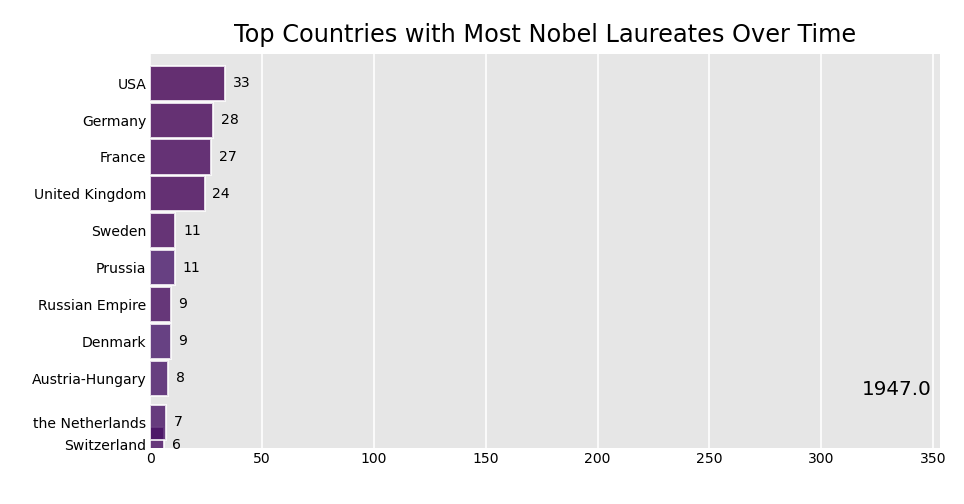 Top Countries with Most Nobel Laureates Over Time
USA 33
Germany 28
France 27
United Kingdom 24
Sweden 11
Prussia 11
Russian Empire 9
Denmark 9
Austria-Hungary 8
1947.0
the Netherlands 7
Switzerland 6
0 50 100 150 200 250 300 350